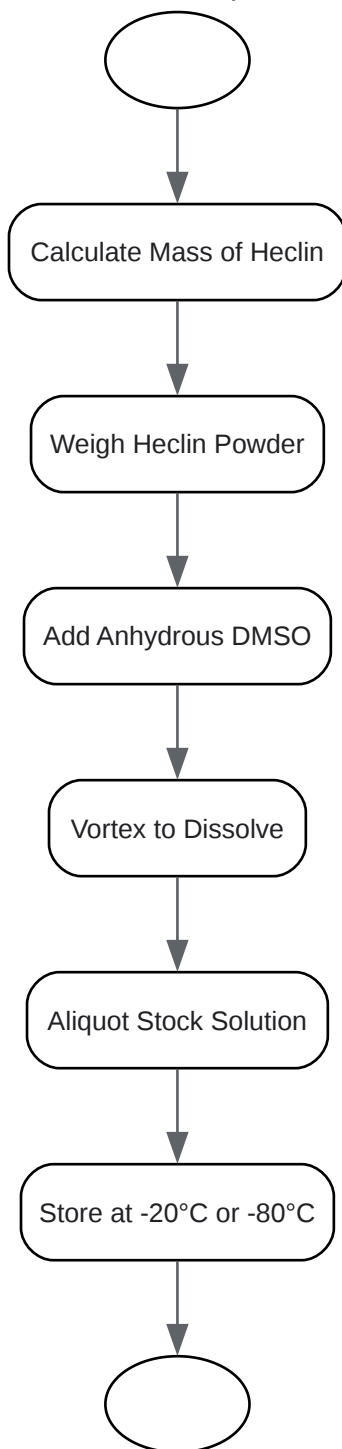 Calculate Mass of Heclin
Weigh Heclin Powder
Add Anhydrous DMSO
Vortex to Dissolve
Aliquot Stock Solution
Store at -20°C or -80°C